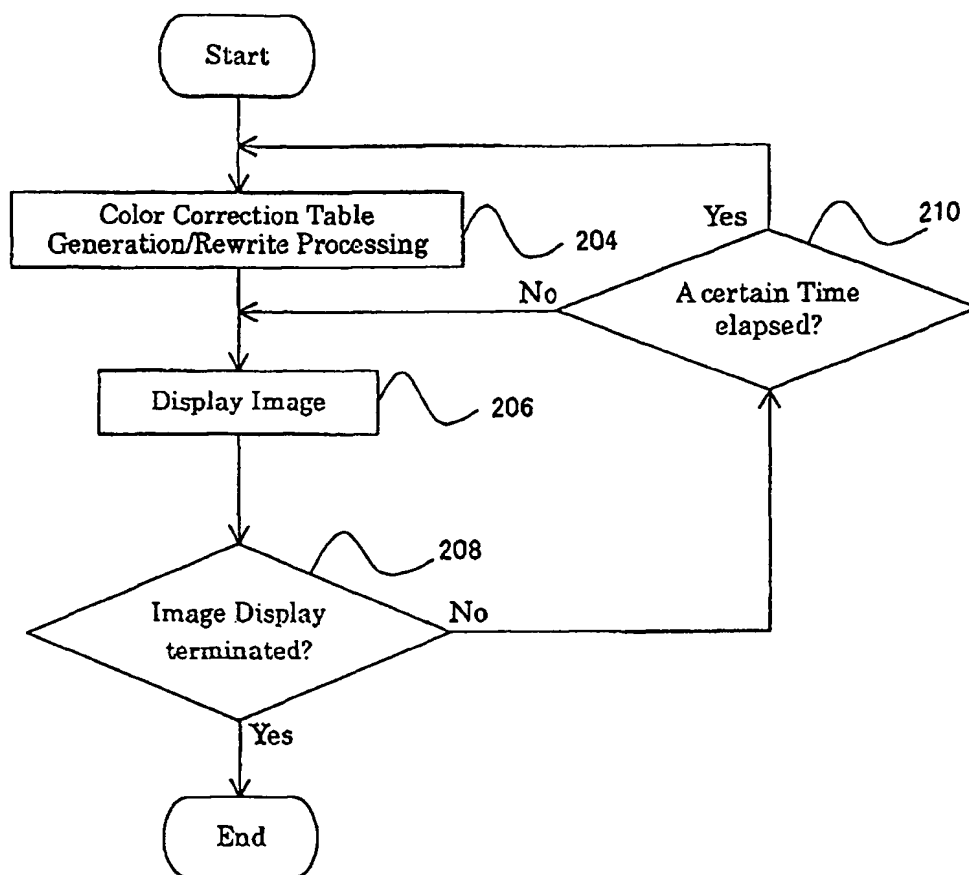 Start
Color Correction Table
Generation/Rewrite Processing
204
Yes
210
No
A certain Time
elapsed?
Display Image
206
208
Image Display
terminated?
No
Yes
End